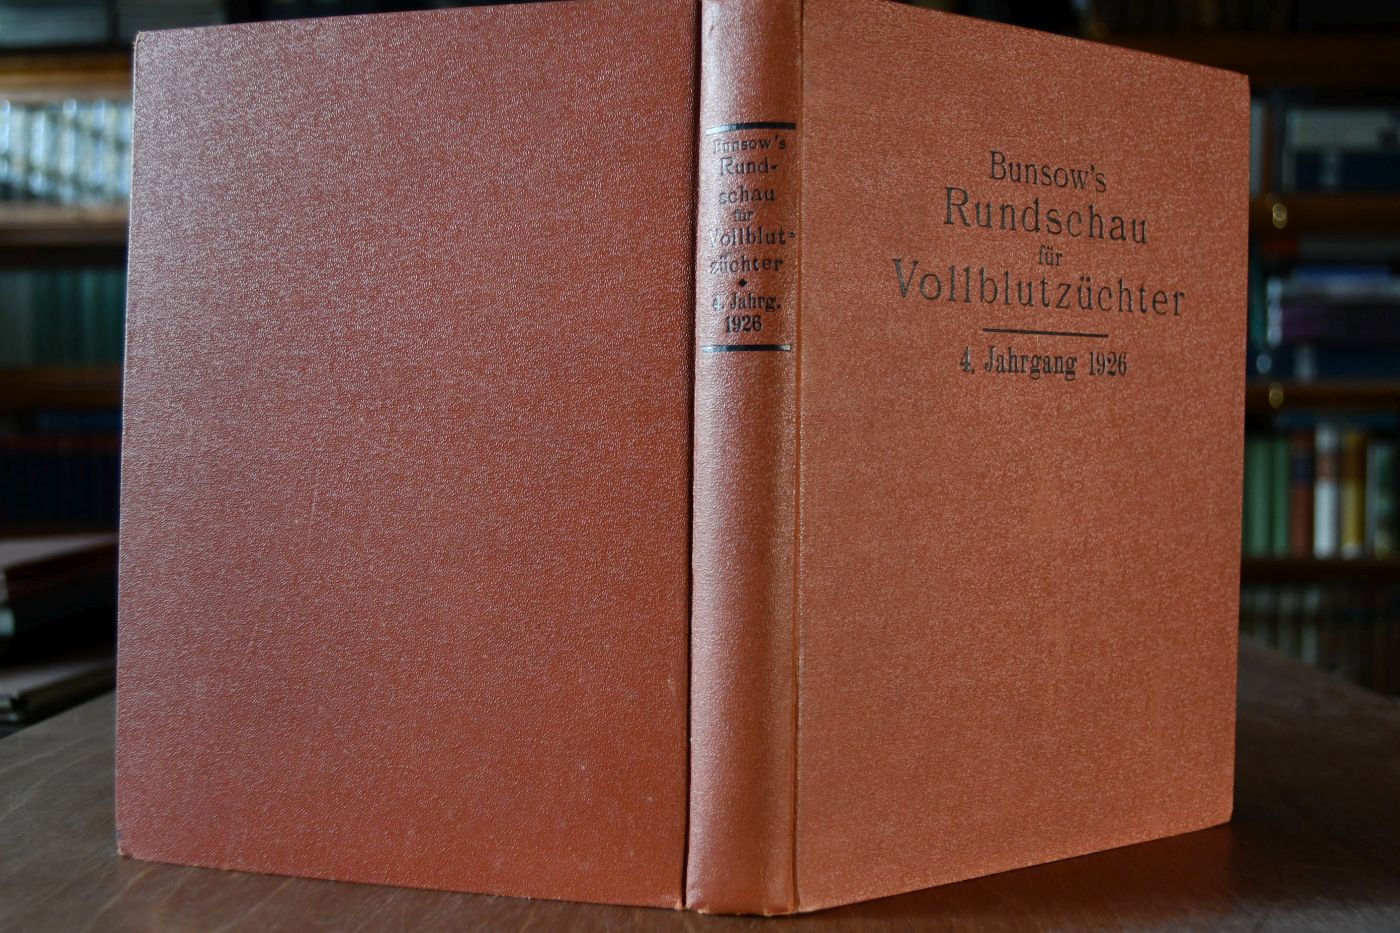 Bunsow's
Rund-
schau
für
Vollblut-
züchter
4. Jahrg.
1926
Bunsow's
Rundschau
für
Vollblutzüchter
4. Jahrgang 1926